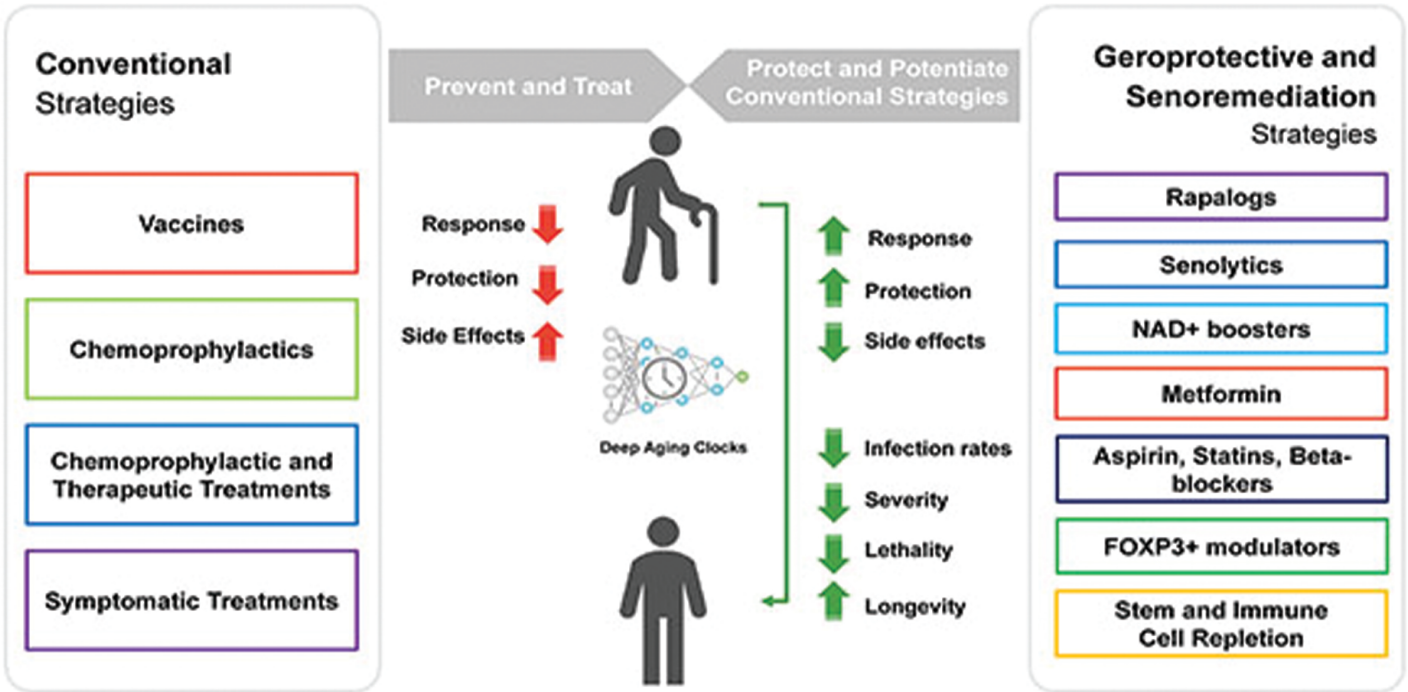 Conventional
Strategies
Vaccines
Chemoprophylactics
Chemoprophylactic and
Therapeutic Treatments
Symptomatic Treatments
Prevent and Treat
Protect and Potentiate
Conventional Strategies
Response
Protection
Side Effects
Deep Aging Clocks
Response
Protection
Side effects
Infection rates
Severity
Lethality
Longevity
Geroprotective and
Senoremediation
Strategies
Rapalogs
Senolytics
NAD+ boosters
Metformin
Aspirin, Statins, Beta-
blockers
FOXP3+ modulators
Stem and Immune
Cell Repletion